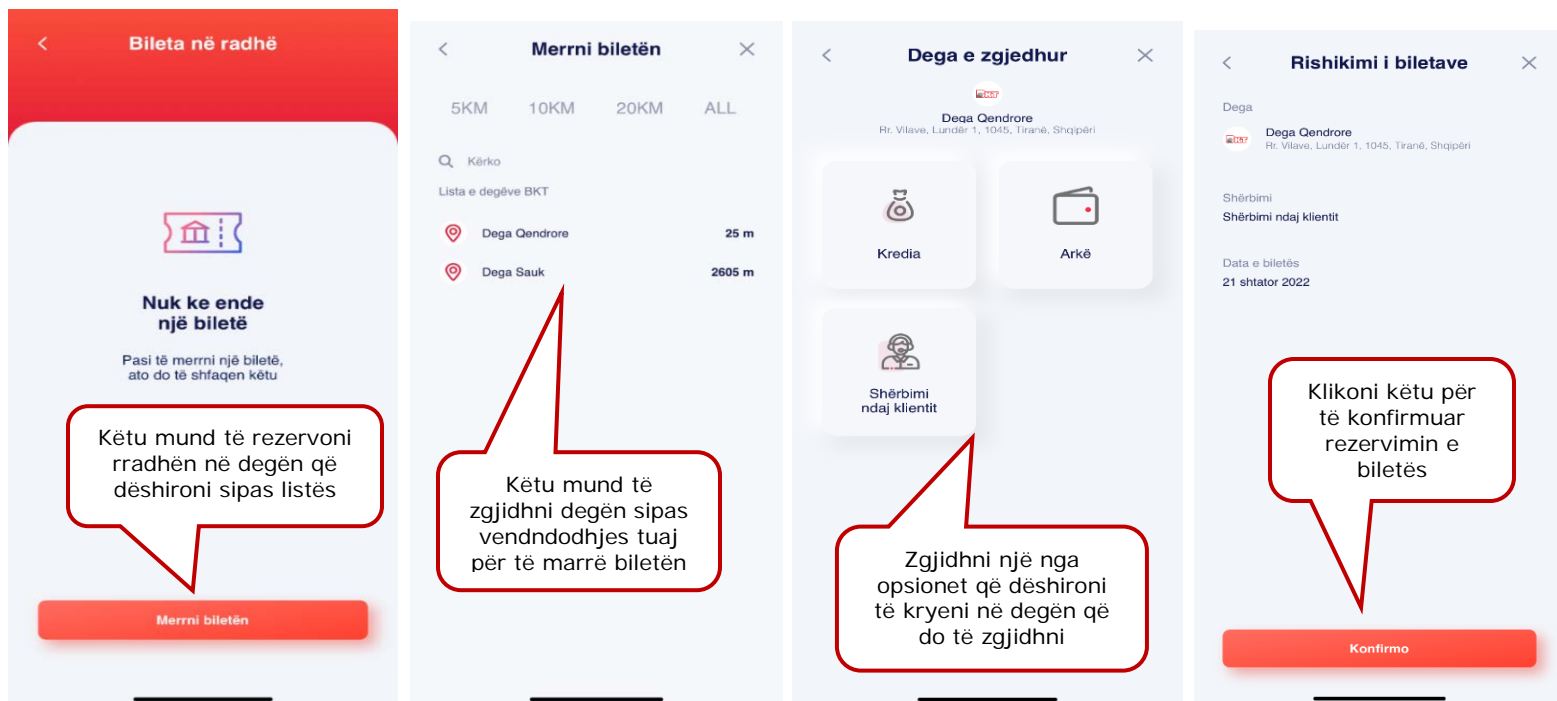 Bileta në radhë
Nuk ke ende
një biletë
Pasi të merrni një biletë,
ato do të shfaqen këtu
Këtu mund të rezervoni
rradhën në degën që
dëshironi sipas listës
Merrni biletën
Merrni biletën
5KM 10KM 20KM ALL
Kërko
Lista e degëve BKT
Dega Qendrore 25 m
Dega Sauk 2605 m
Këtu mund të
zgjidhni degën sipas
vendndodhjes tuaj
për të marrë biletën
Dega e zgjedhur
BKT
Dega Qendrore
Rr. Vilave, Lundër 1, 1045, Tiranë, Shqipëri
Kredia
Arkë
Shërbimi
ndaj klientit
Zgjidhni një nga
opsionet që dëshironi
të kryeni në degën që
do të zgjidhni
Rishikimi i biletave
Dega
BKT
Dega Qendrore
Rr. Vilave, Lundër 1, 1045, Tiranë, Shqipëri
Shërbimi
Shërbimi ndaj klientit
Data e biletës
21 shtator 2022
Klikoni këtu për
të konfirmuar
rezervimin e
biletës
Konfirmo